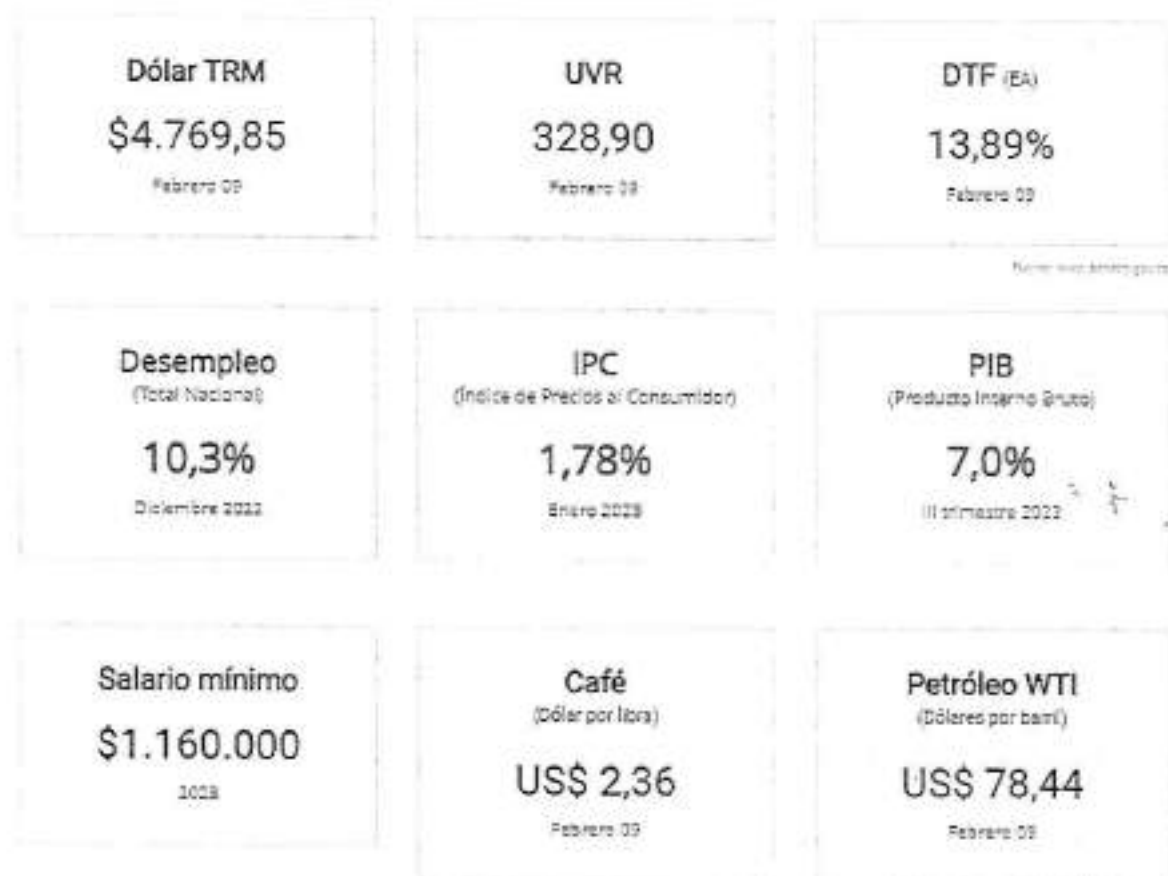 Dólar TRM
$4.769,85
Febrero 09
UVR
328,90
Febrero 09
DTF (EA)
13,89%
Febrero 09
Desempleo
(Total Nacional)
10,3%
Diciembre 2022
IPC
(Índice de Precios al Consumidor)
1,78%
Enero 2023
PIB
(Producto Interno Bruto)
7,0%
III trimestre 2022
Salario mínimo
$1.160.000
2023
Café
(Dólar por libra)
US$ 2,36
Febrero 09
Petróleo WTI
(Dólares por barril)
US$ 78,44
Febrero 09